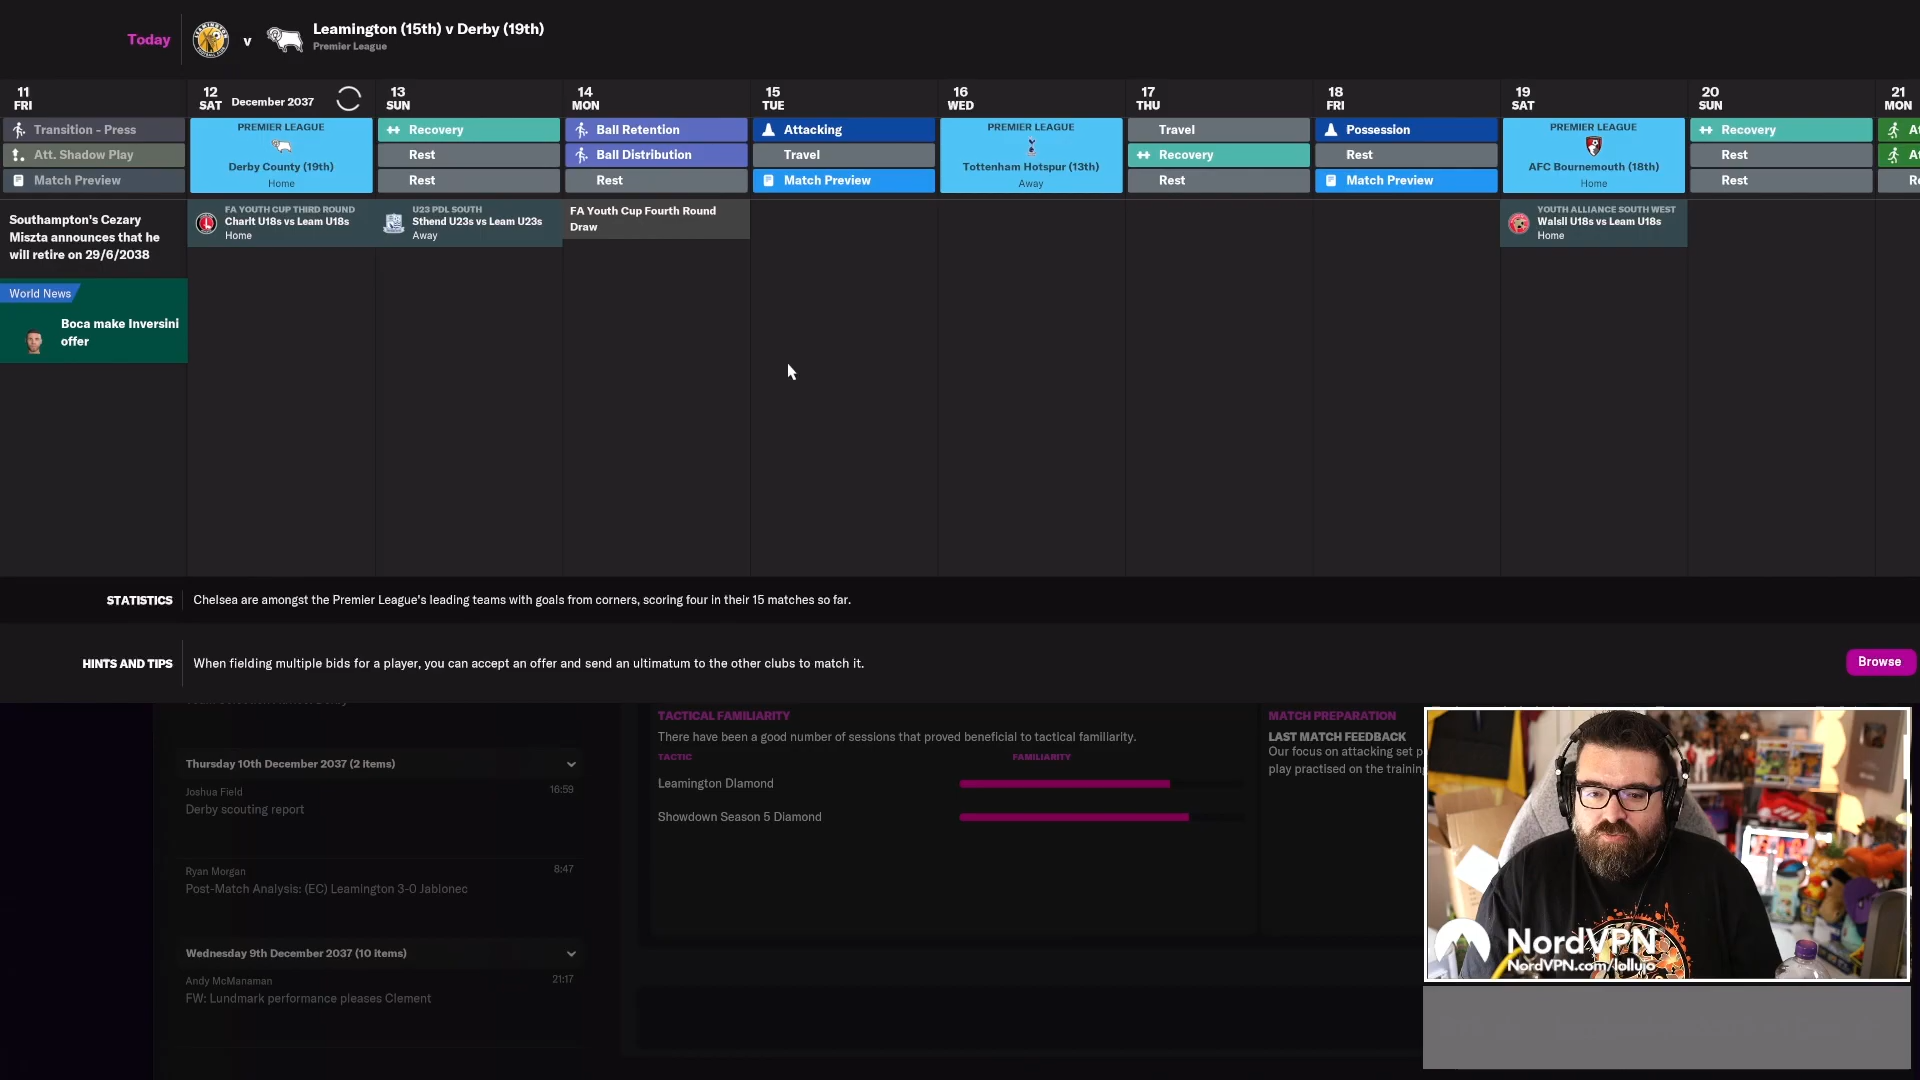 Today
v
Leamington (15th) v Derby (19th)
Premier League
11
FRI
12
SAT
December 2037
13
SUN
14
MON
15
TUE
16
WED
17
THU
18
FRI
19
SAT
20
SUN
21
MON
Transition - Press
Att. Shadow Play
Match Preview
PREMIER LEAGUE
Derby County (19th)
Home
Recovery
Rest
Rest
Ball Retention
Ball Distribution
Rest
Attacking
Travel
Match Preview
PREMIER LEAGUE
Tottenham Hotspur (13th)
Away
Travel
Recovery
Rest
Possession
Rest
Match Preview
PREMIER LEAGUE
AFC Bournemouth (18th)
Home
Recovery
Rest
Rest
Southampton's Cezary
Miszta announces that he
will retire on 29/6/2038
World News
Boca make Inversini
offer
FA YOUTH CUP THIRD ROUND
Charlt U18s vs Leam U18s
Home
U23 PDL SOUTH
Sthend U23s vs Leam U23s
Away
FA Youth Cup Fourth Round
Draw
YOUTH ALLIANCE SOUTH WEST
Walsll U18s vs Leam U18s
Home
STATISTICS
Chelsea are amongst the Premier League's leading teams with goals from corners, scoring four in their 15 matches so far.
HINTS AND TIPS
When fielding multiple bids for a player, you can accept an offer and send an ultimatum to the other clubs to match it.
Browse
Thursday 10th December 2037 (2 items)
Joshua Field
16:59
Derby scouting report
Ryan Morgan
8:47
Post-Match Analysis: (EC) Leamington 3-0 Jablonec
Wednesday 9th December 2037 (10 items)
Andy McManaman
21:17
FW: Lundmark performance pleases Clement
TACTICAL FAMILIARITY
There have been a good number of sessions that proved beneficial to tactical familiarity.
TACTIC
FAMILIARITY
Leamington DIamond
Showdown Season 5 Diamond
MATCH PREPARATION
LAST MATCH FEEDBACK
Our focus on attacking set p
play practised on the training
NordVPN
NordVPN.com/lollujo